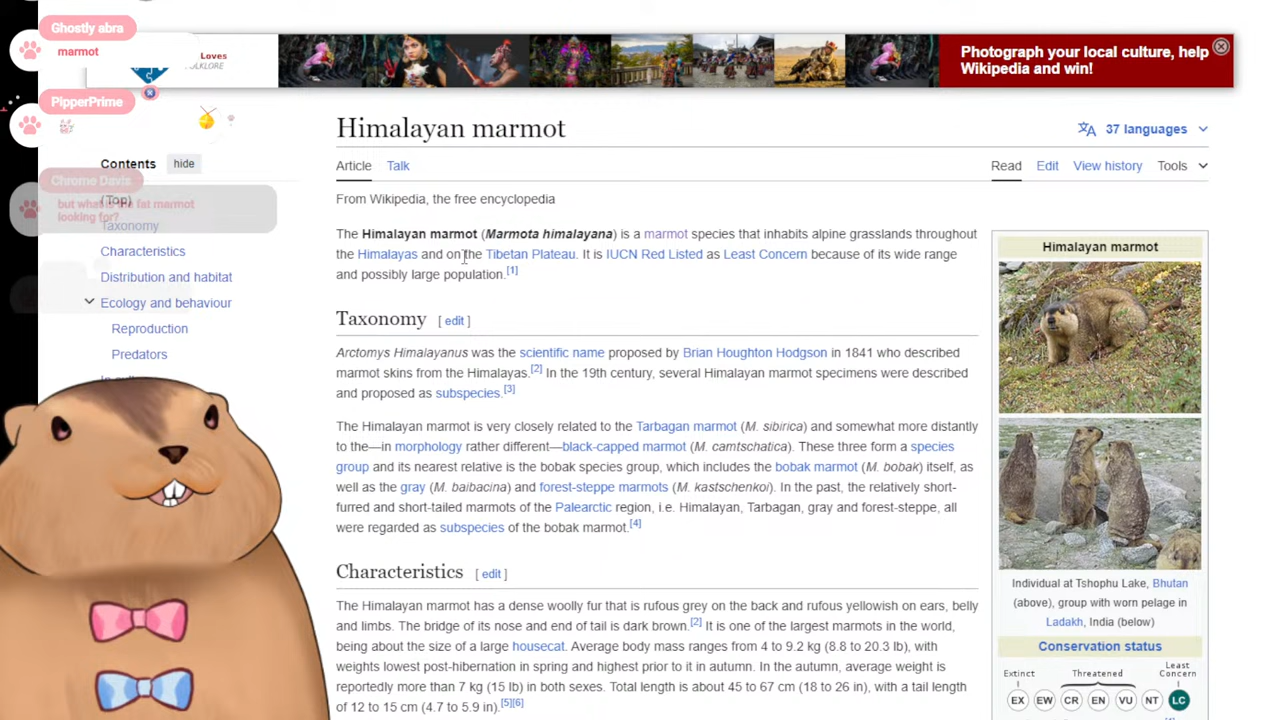 Ghostly abra
marmot
Loves
FOLKLORE
PipperPrime
Chrome Davis
but what is the fat marmot
looking for?
Photograph your local culture, help
Wikipedia and win!
Contents hide
(Top)
Taxonomy
Characteristics
Distribution and habitat
Ecology and behaviour
Reproduction
Predators
Himalayan marmot
37 languages
Article Talk Read Edit View history Tools
From Wikipedia, the free encyclopedia
The Himalayan marmot (Marmota himalayana) is a marmot species that inhabits alpine grasslands throughout
the Himalayas and on the Tibetan Plateau. It is IUCN Red Listed as Least Concern because of its wide range
and possibly large population.[1]
Taxonomy [ edit ]
Arctomys Himalayanus was the scientific name proposed by Brian Houghton Hodgson in 1841 who described
marmot skins from the Himalayas.[2] In the 19th century, several Himalayan marmot specimens were described
and proposed as subspecies.[3]
The Himalayan marmot is very closely related to the Tarbagan marmot (M. sibirica) and somewhat more distantly
to the—in morphology rather different—black-capped marmot (M. camtschatica). These three form a species
group and its nearest relative is the bobak species group, which includes the bobak marmot (M. bobak) itself, as
well as the gray (M. baibacina) and forest-steppe marmots (M. kastschenkoi). In the past, the relatively short-
furred and short-tailed marmots of the Palearctic region, i.e. Himalayan, Tarbagan, gray and forest-steppe, all
were regarded as subspecies of the bobak marmot.[4]
Characteristics [ edit ]
The Himalayan marmot has a dense woolly fur that is rufous grey on the back and rufous yellowish on ears, belly
and limbs. The bridge of its nose and end of tail is dark brown.[2] It is one of the largest marmots in the world,
being about the size of a large housecat. Average body mass ranges from 4 to 9.2 kg (8.8 to 20.3 lb), with
weights lowest post-hibernation in spring and highest prior to it in autumn. In the autumn, average weight is
reportedly more than 7 kg (15 lb) in both sexes. Total length is about 45 to 67 cm (18 to 26 in), with a tail length
of 12 to 15 cm (4.7 to 5.9 in).[5][6]
Himalayan marmot
Individual at Tshophu Lake, Bhutan
(above), group with worn pelage in
Ladakh, India (below)
Conservation status
Extinct Threatened Least
Concern
EX EW CR EN VU NT LC